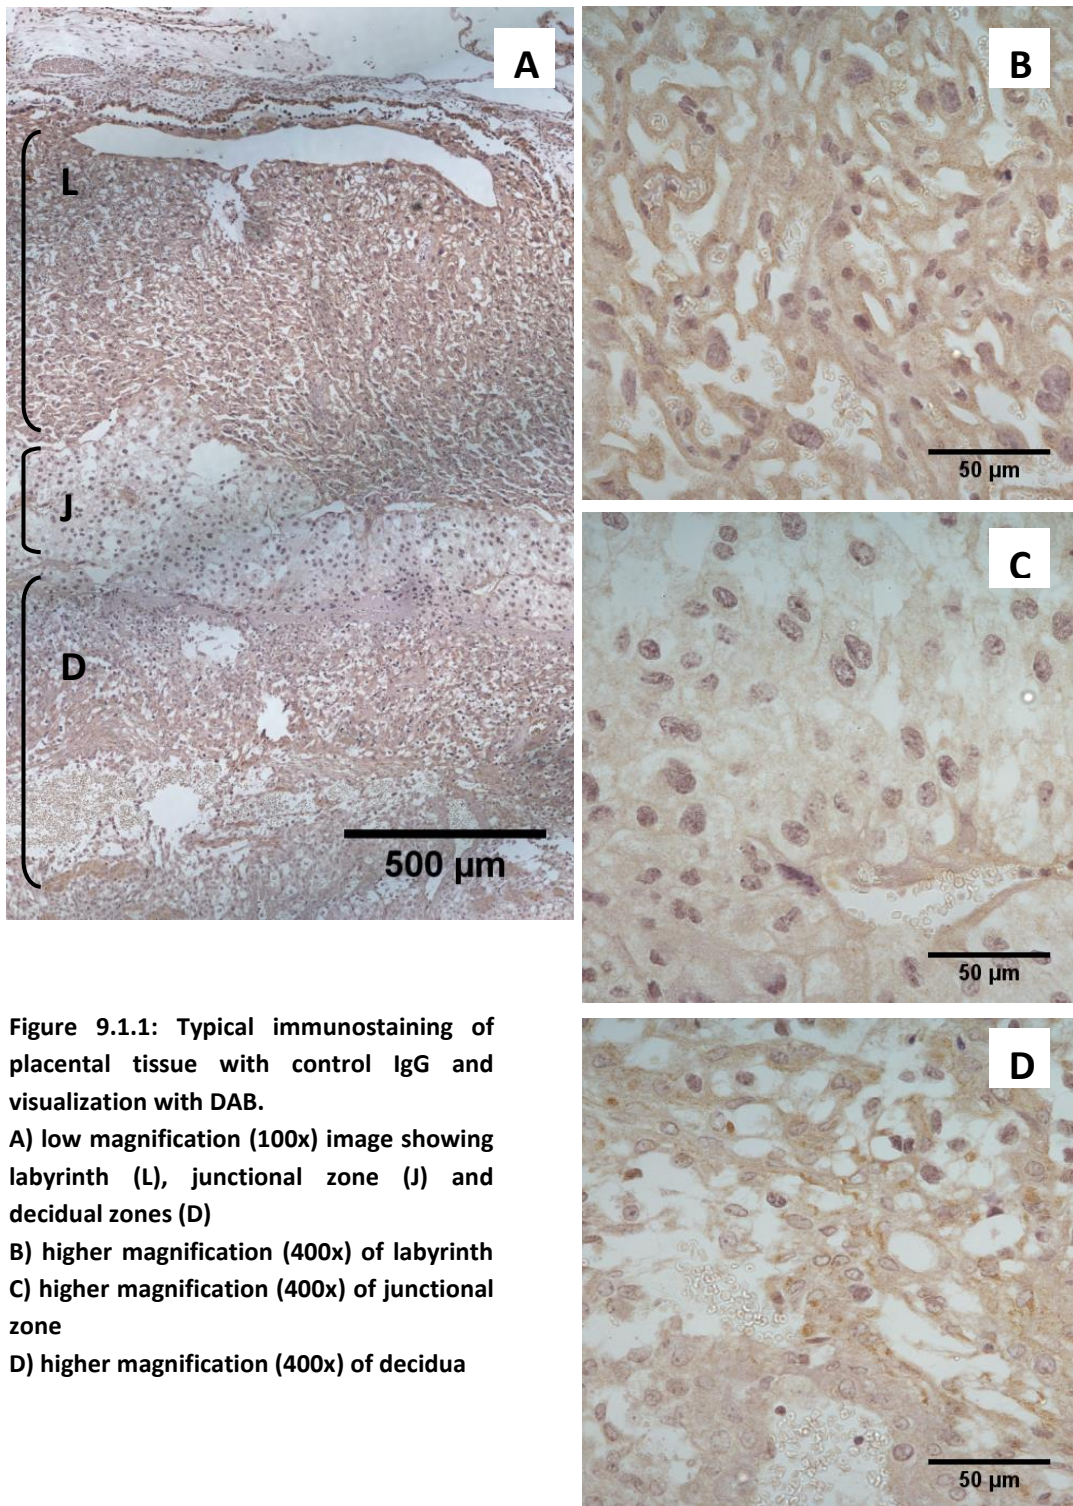 A
L
J
D
500 µm
B
50 µm
C
50 µm
D
50 µm
Figure 9.1.1: Typical immunostaining of
placental tissue with control IgG and
visualization with DAB.
A) low magnification (100x) image showing
labyrinth (L), junctional zone (J) and
decidual zones (D)
B) higher magnification (400x) of labyrinth
C) higher magnification (400x) of junctional
zone
D) higher magnification (400x) of decidua